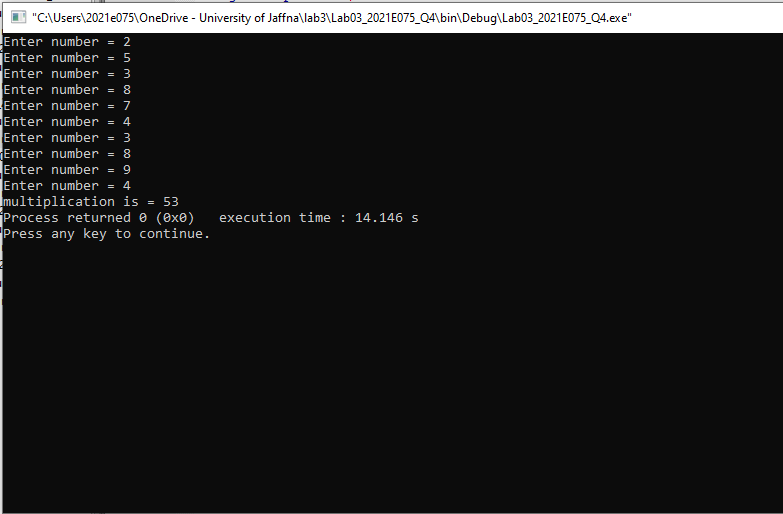 "C:\Users\2021e075\OneDrive - University of Jaffna\lab3\Lab03_2021E075_Q4\bin\Debug\Lab03_2021E075_Q4.exe"
Enter number = 2
Enter number = 5
Enter number = 3
Enter number = 8
Enter number = 7
Enter number = 4
Enter number = 3
Enter number = 8
Enter number = 9
Enter number = 4
multiplication is = 53
Process returned 0 (0x0)   execution time : 14.146 s
Press any key to continue.